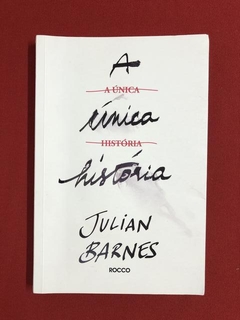 A
A ÚNICA
única
HISTÓRIA
história
JULIAN
BARNES
ROCCO